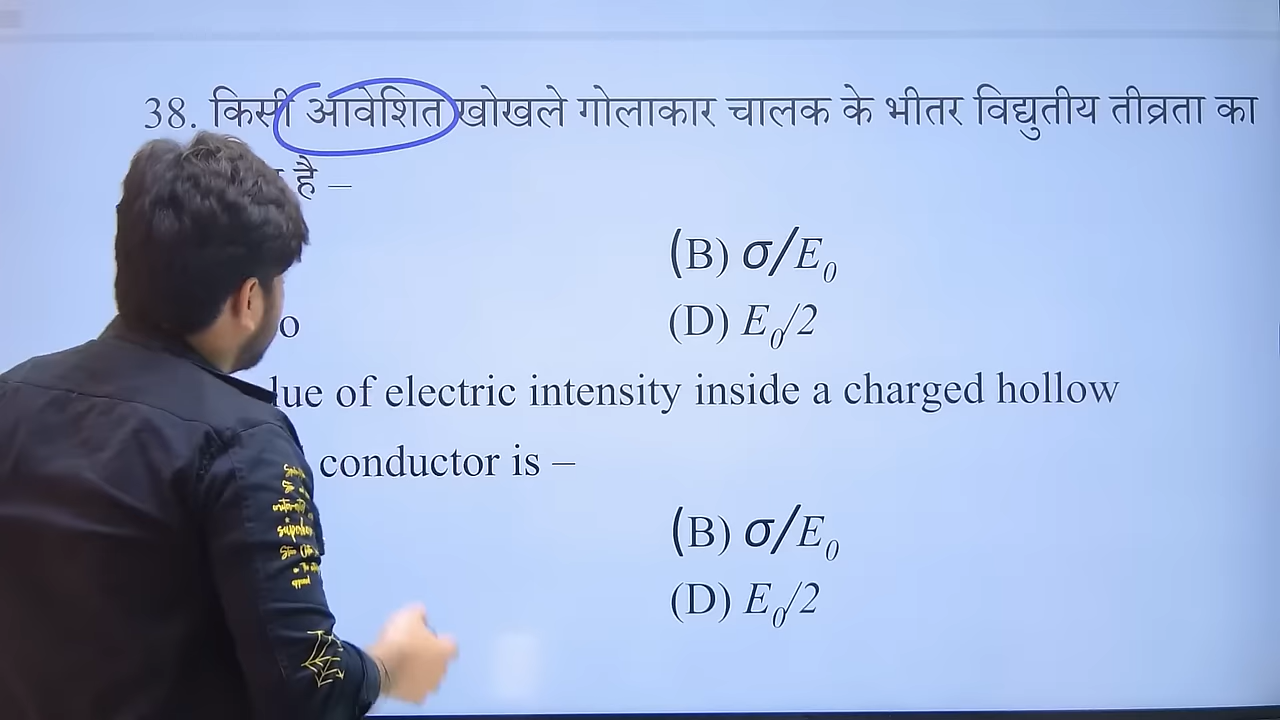 38. किसी आवेशित खोखले गोलाकार चालक के भीतर विद्युतीय तीव्रता का
है –
(B) σ/E₀
(D) E₀/2
of electric intensity inside a charged hollow
conductor is –
(B) σ/E₀
(D) E₀/2